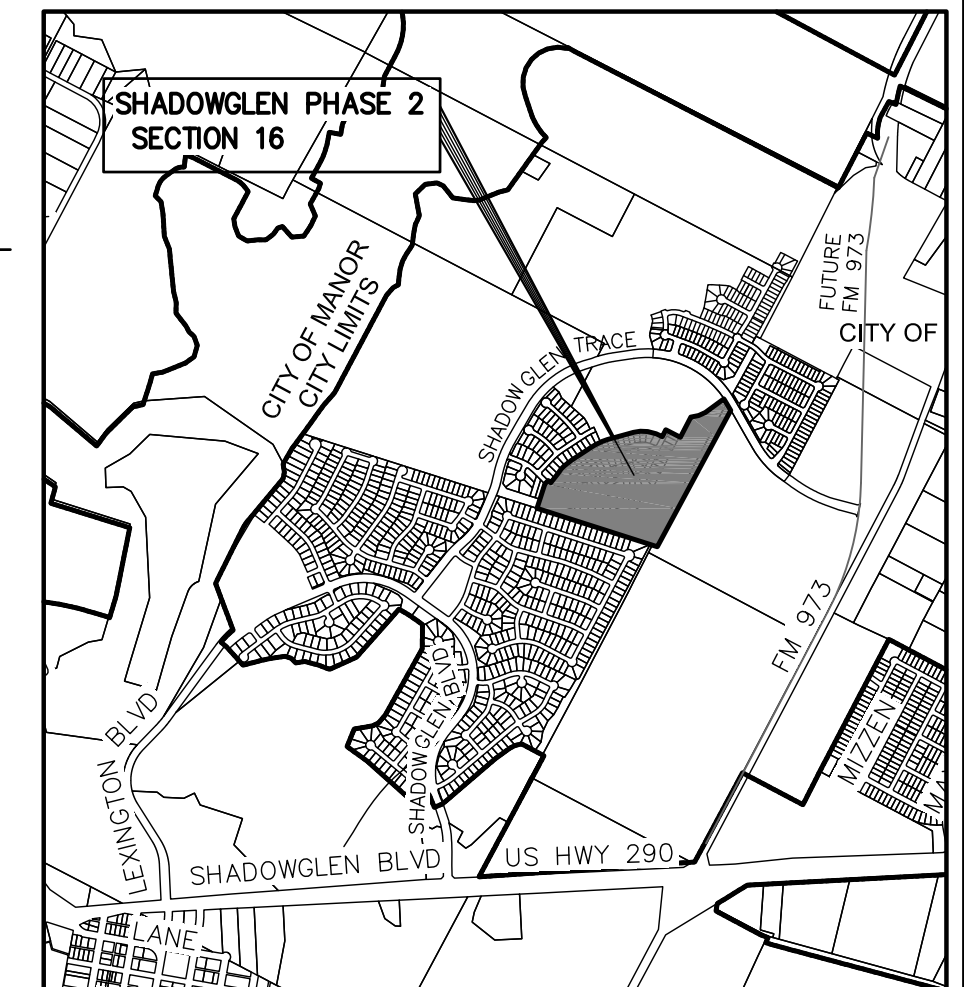 SHADOWGLEN PHASE 2
SECTION 16
CITY OF MANOR
CITY LIMITS
FUTURE
FM 973
CITY OF
SHADOWGLEN TRACE
FM 973
MIZZEN
MA
LEXINGTON BLVD
SHADOWGLEN BLVD
SHADOWGLEN BLVD
US HWY 290
LANE